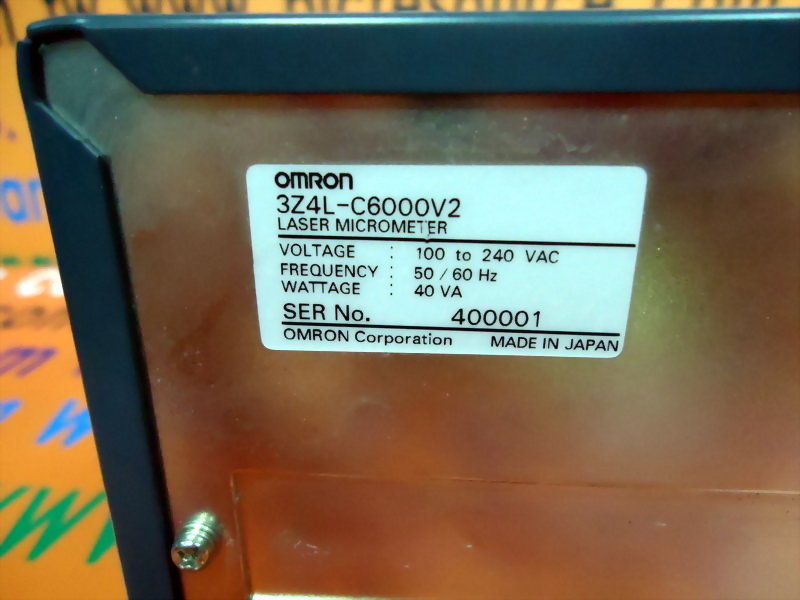 OMRON
3Z4L-C6000V2
LASER MICROMETER
VOLTAGE : 100 to 240 VAC
FREQUENCY : 50 / 60 Hz
WATTAGE : 40 VA
SER No. 400001
OMRON Corporation MADE IN JAPAN